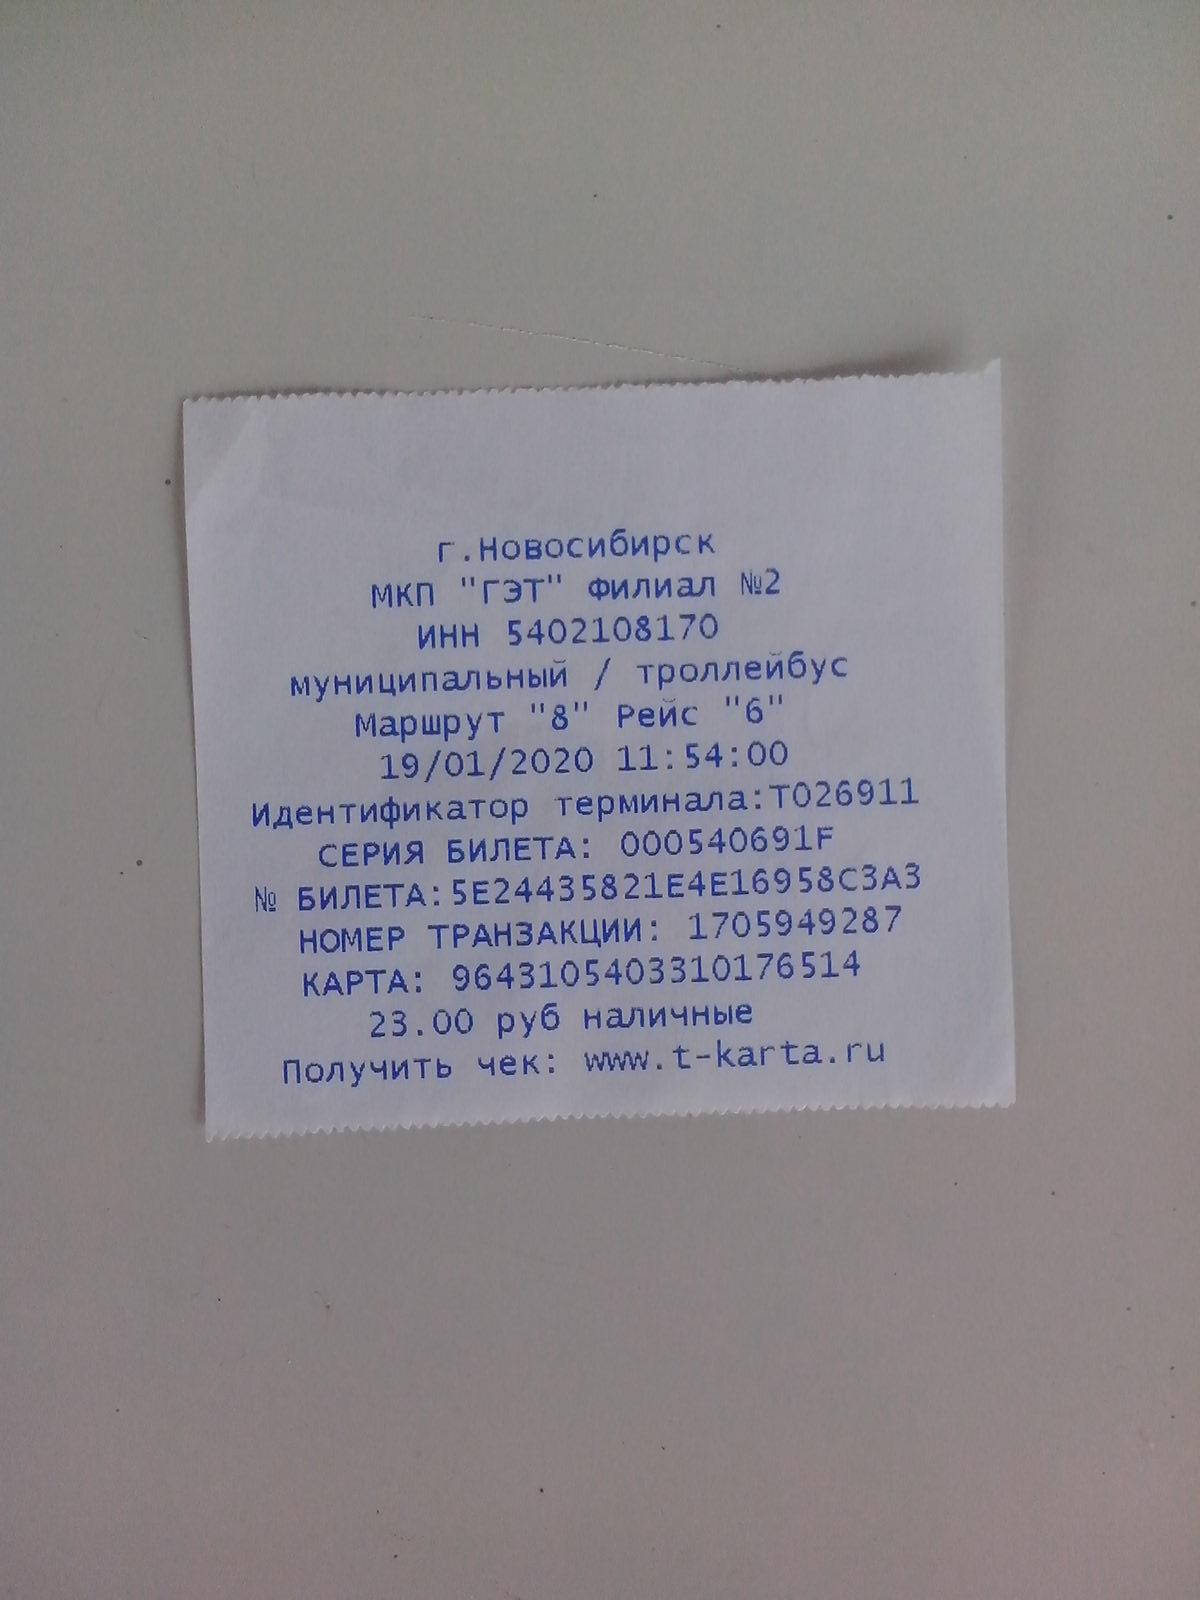 г.Новосибирск
МКП "ГЭТ" Филиал №2
ИНН 5402108170
муниципальный / троллейбус
Маршрут "8" Рейс "6"
19/01/2020 11:54:00
Идентификатор терминала:Т026911
СЕРИЯ БИЛЕТА: 000540691F
№ БИЛЕТА:5E24435821E4E16958C3A3
НОМЕР ТРАНЗАКЦИИ: 1705949287
КАРТА: 9643105403310176514
23.00 руб наличные
Получить чек: www.t-karta.ru